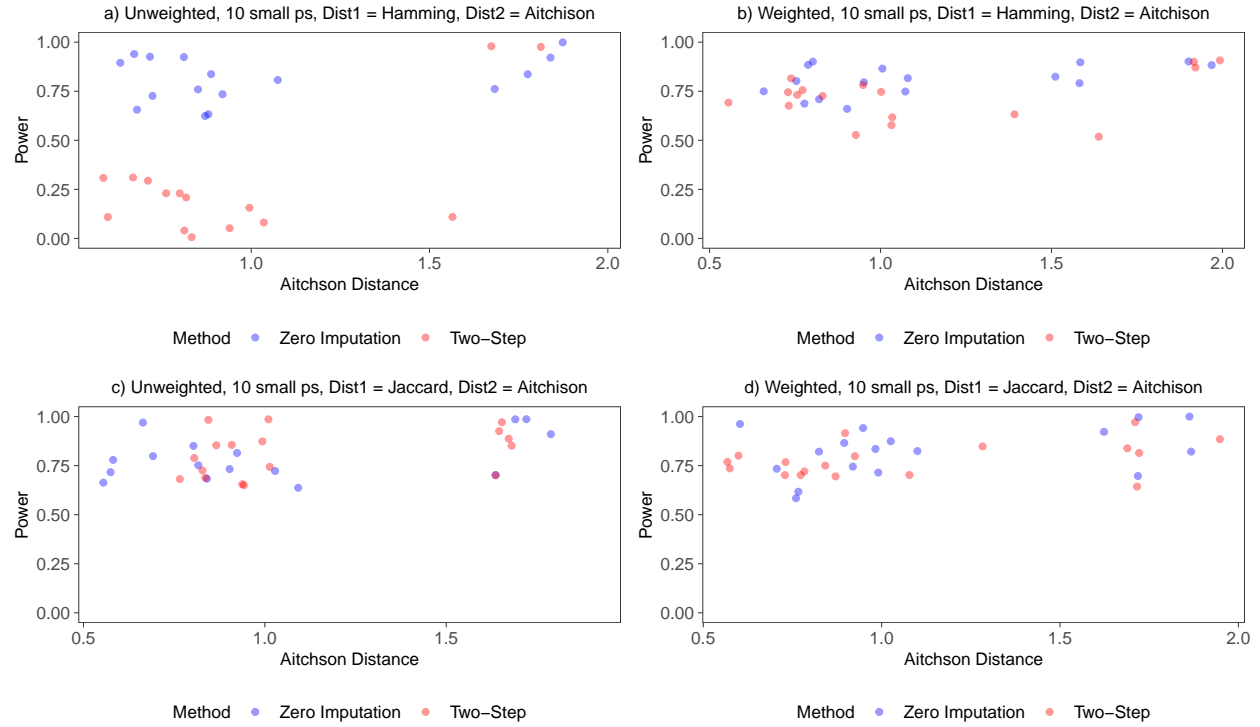 a) Unweighted, 10 small ps, Dist1 = Hamming, Dist2 = Aitchison
1.00
0.75
0.50
0.25
0.00
Power
1.0
1.5
2.0
Aitchson Distance
Method
Zero Imputation
Two−Step
b) Weighted, 10 small ps, Dist1 = Hamming, Dist2 = Aitchison
1.00
0.75
0.50
0.25
0.00
Power
0.5
1.0
1.5
2.0
Aitchson Distance
Method
Zero Imputation
Two−Step
c) Unweighted, 10 small ps, Dist1 = Jaccard, Dist2 = Aitchison
1.00
0.75
0.50
0.25
0.00
Power
0.5
1.0
1.5
Aitchson Distance
Method
Zero Imputation
Two−Step
d) Weighted, 10 small ps, Dist1 = Jaccard, Dist2 = Aitchison
1.00
0.75
0.50
0.25
0.00
Power
0.5
1.0
1.5
2.0
Aitchson Distance
Method
Zero Imputation
Two−Step